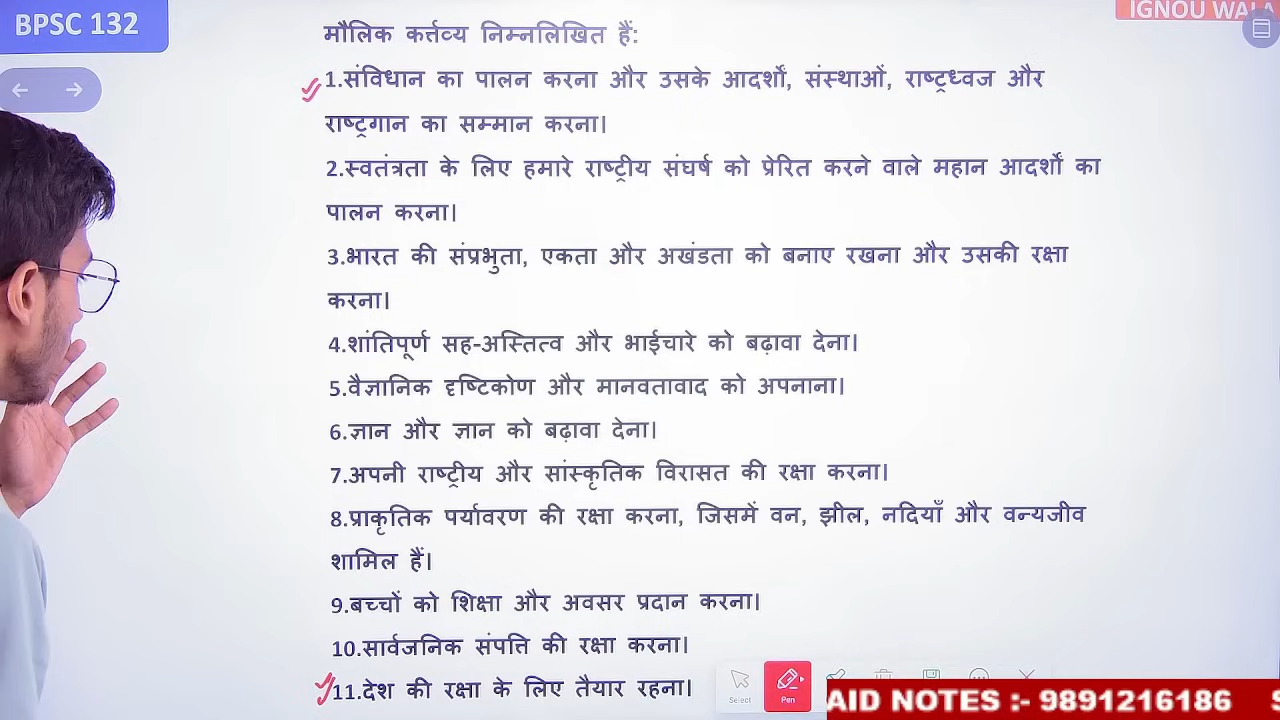 BPSC 132
IGNOU WALA
मौलिक कर्त्तव्य निम्नलिखित हैं:
1.संविधान का पालन करना और उसके आदर्शों, संस्थाओं, राष्ट्रध्वज और
राष्ट्रगान का सम्मान करना।
2.स्वतंत्रता के लिए हमारे राष्ट्रीय संघर्ष को प्रेरित करने वाले महान आदर्शों का
पालन करना।
3.भारत की संप्रभुता, एकता और अखंडता को बनाए रखना और उसकी रक्षा
करना।
4.शांतिपूर्ण सह-अस्तित्व और भाईचारे को बढ़ावा देना।
5.वैज्ञानिक दृष्टिकोण और मानवतावाद को अपनाना।
6.ज्ञान और ज्ञान को बढ़ावा देना।
7.अपनी राष्ट्रीय और सांस्कृतिक विरासत की रक्षा करना।
8.प्राकृतिक पर्यावरण की रक्षा करना, जिसमें वन, झील, नदियाँ और वन्यजीव
शामिल हैं।
9.बच्चों को शिक्षा और अवसर प्रदान करना।
10.सार्वजनिक संपत्ति की रक्षा करना।
11.देश की रक्षा के लिए तैयार रहना।
Select
Pen
AID NOTES :- 9891216186